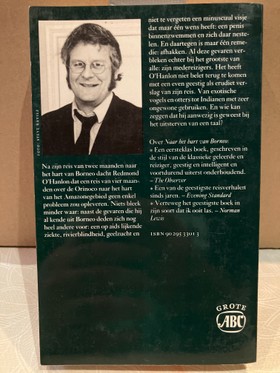 niet te vergeten een minuscuul visje
dat maar één wens heeft: een penis
binnenzwemmen en zich daar neste-
len. En daartegen is maar één reme-
die: afhakken. Al deze gevaren ver-
bleken echter bij het grootste van
alle: zijn medereizigers. Het heeft
O'Hanlon niet belet terug te komen
met een even geestig als erudiet ver-
slag van zijn reis. Van exotische
vogels en otters tot Indianen met zeer
ongewone gebruiken. En wie kan
zeggen dat hij aanwezig is geweest bij
het uitsterven van een taal?
Over Naar het hart van Borneo:
« Een eersteklas boek, geschreven in
de stijl van de klassieke geleerde en
reiziger; geestig en intelligent en
voortdurend uiterst onderhoudend.
– The Observer
« Een van de geestigste reisverhalen
sinds jaren. – Evening Standard
« Verreweg het geestigste boek in
zijn soort dat ik ooit las. – Norman
Lewis
ISBN 90 295 3301 3
Na zijn reis van twee maanden naar
het hart van Borneo dacht Redmond
O'Hanlon dat een reis van vier maan-
den over de Orinoco naar het hart
van het Amazonegebied geen enkel
probleem zou opleveren. Niets bleek
minder waar: naast de gevaren die hij
al kende uit Borneo deden zich nog
heel andere voor: een op aids lijkende
ziekte, rivierblindheid, geelzucht en
GROTE
ABC